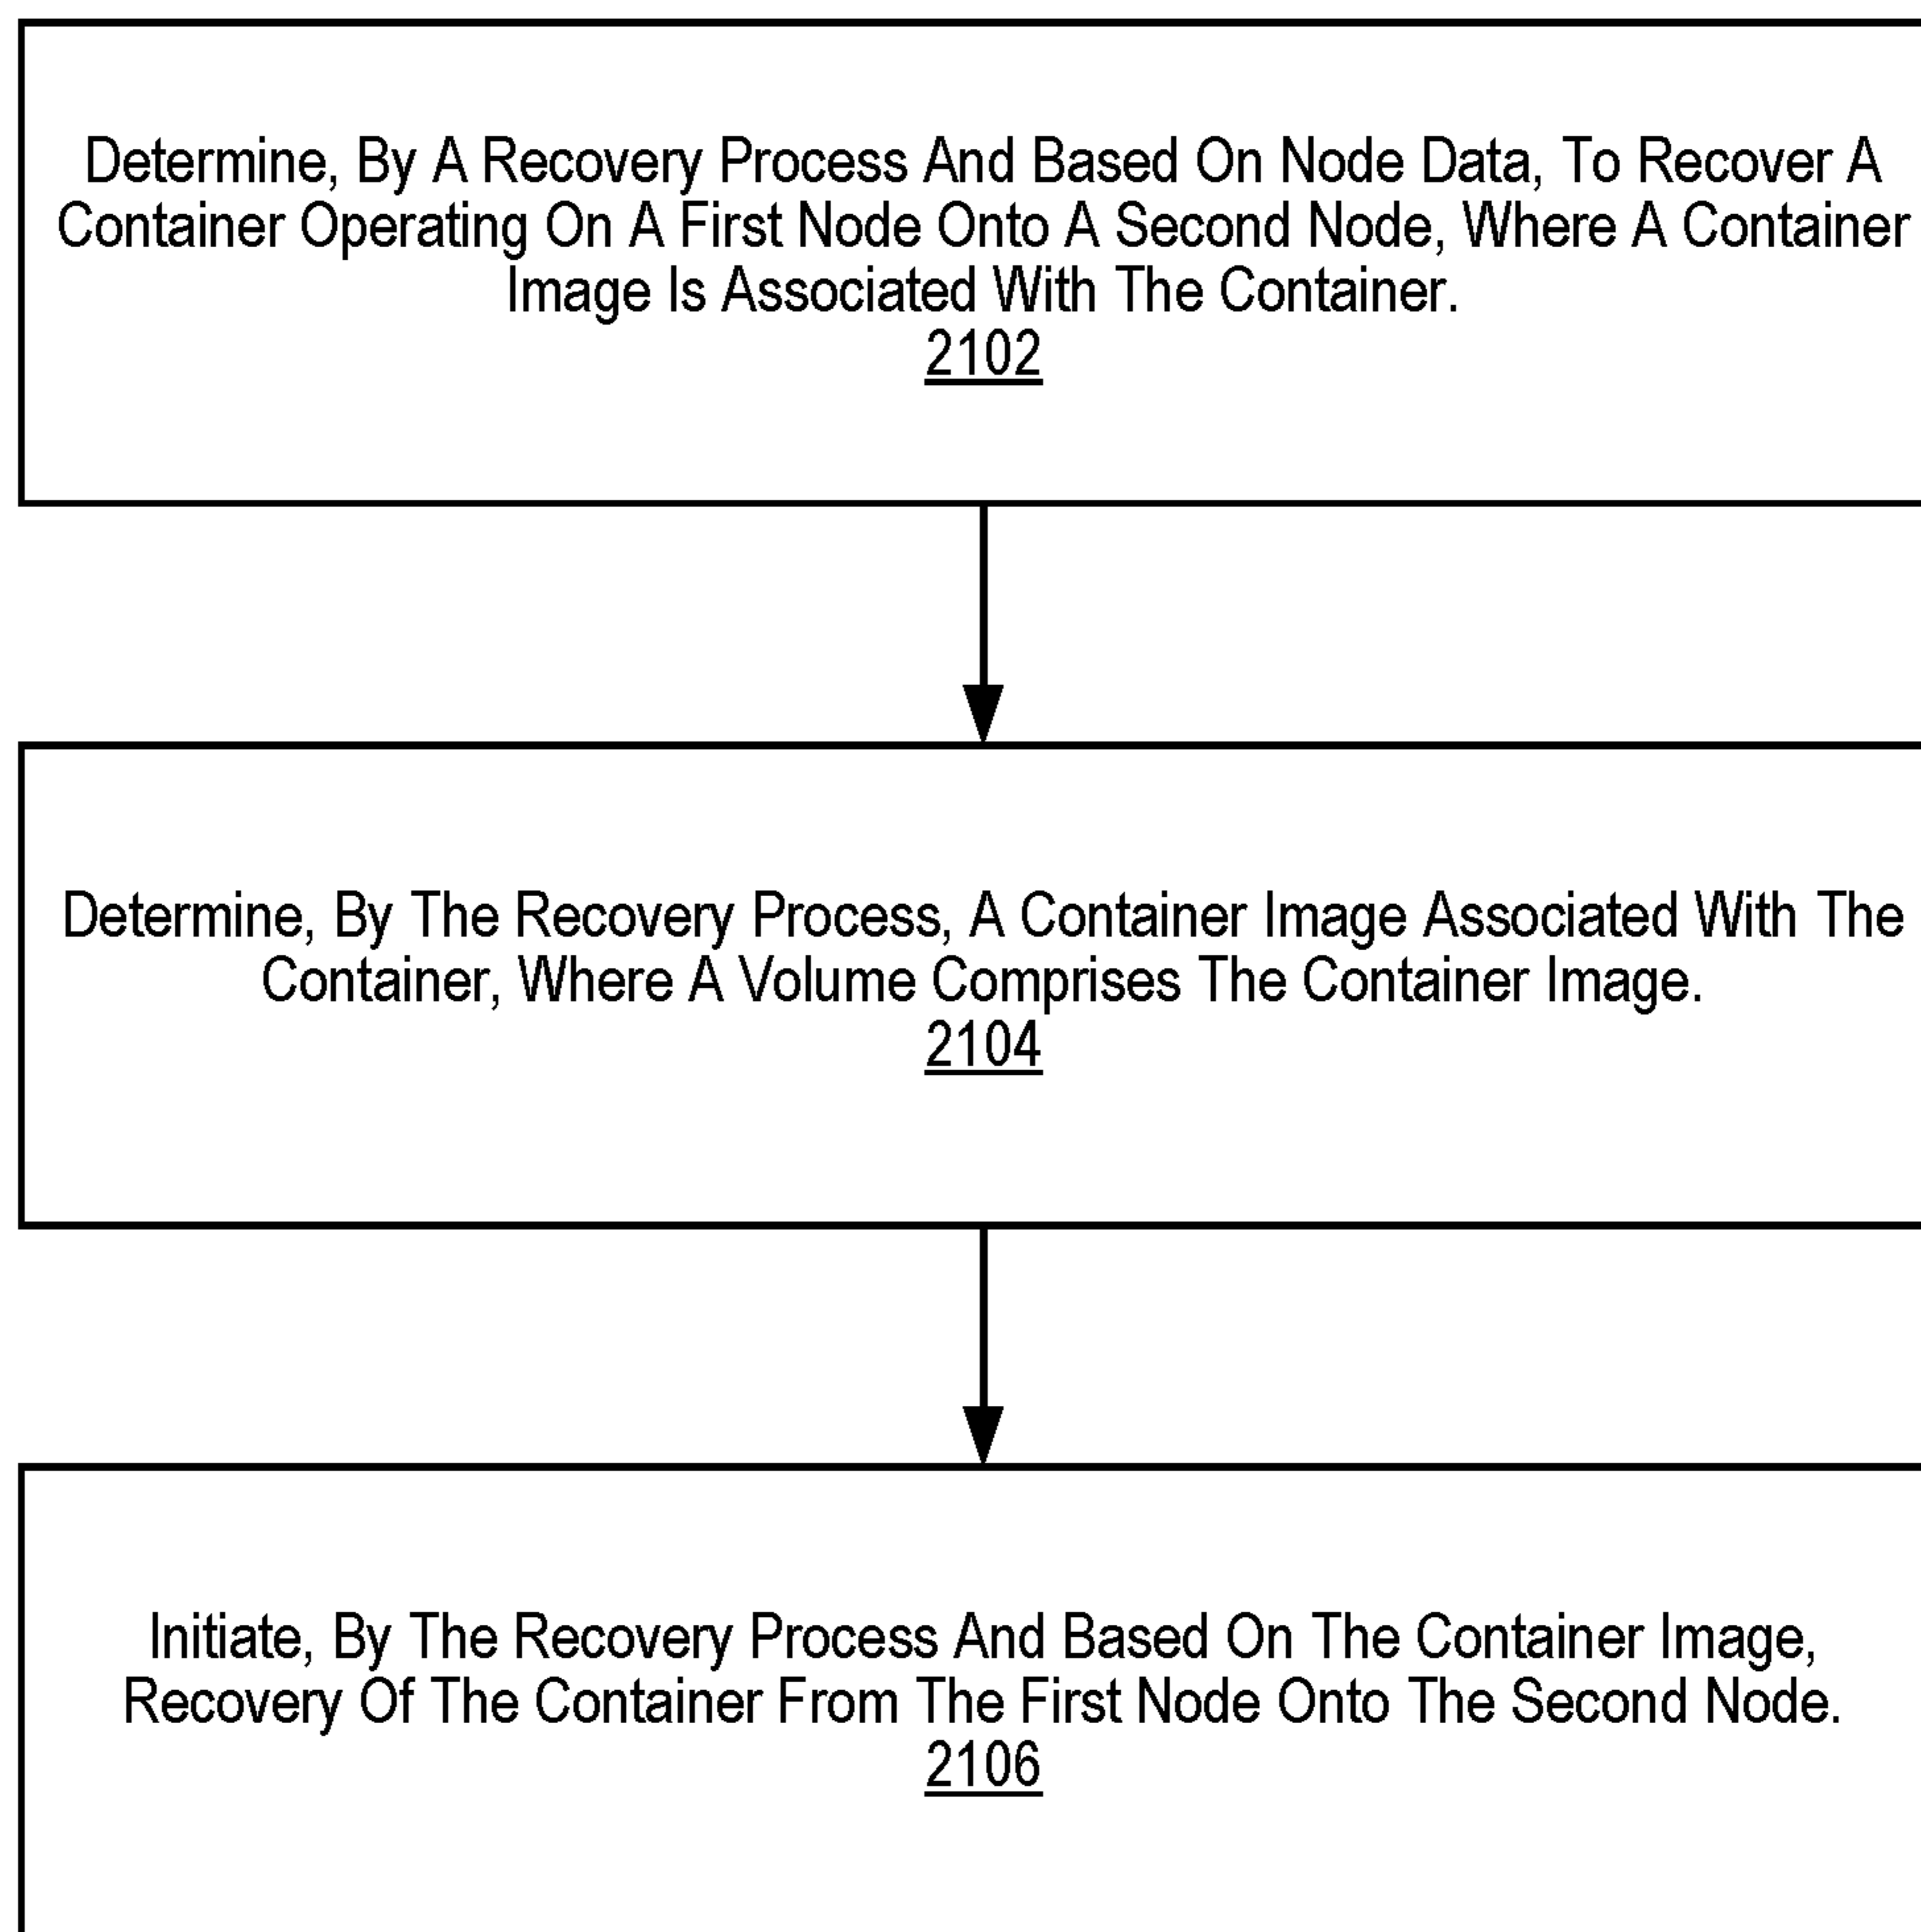 Determine, By A Recovery Process And Based On Node Data, To Recover A
Container Operating On A First Node Onto A Second Node, Where A Container
Image Is Associated With The Container.
2102
Determine, By The Recovery Process, A Container Image Associated With The
Container, Where A Volume Comprises The Container Image.
2104
Initiate, By The Recovery Process And Based On The Container Image,
Recovery Of The Container From The First Node Onto The Second Node.
2106